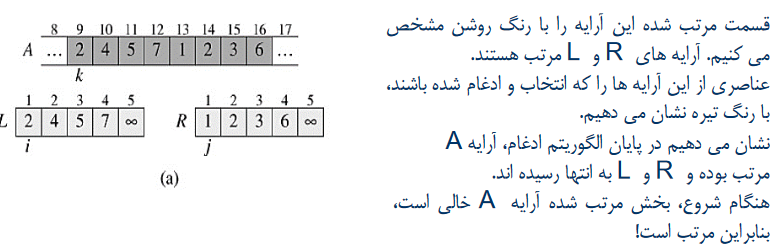 قسمت مرتب شده این آرایه را با رنگ روشن مشخص
می کنیم. آرایه های R و L مرتب هستند.
عناصری از این آرایه ها را که انتخاب و ادغام شده باشند،
با رنگ تیره نشان می دهیم.
نشان می دهیم در پایان الگوریتم ادغام، آرایه A
مرتب بوده و R و L به انتها رسیده اند.
هنگام شروع، بخش مرتب شده آرایه A خالی است،
بنابراین مرتب است!
8 9 10 11 12 13 14 15 16 17
A ... 2 4 5 7 1 2 3 6 ...
k
1 2 3 4 5 1 2 3 4 5
L 2 4 5 7 ∞ R 1 2 3 6 ∞
i j
(a)